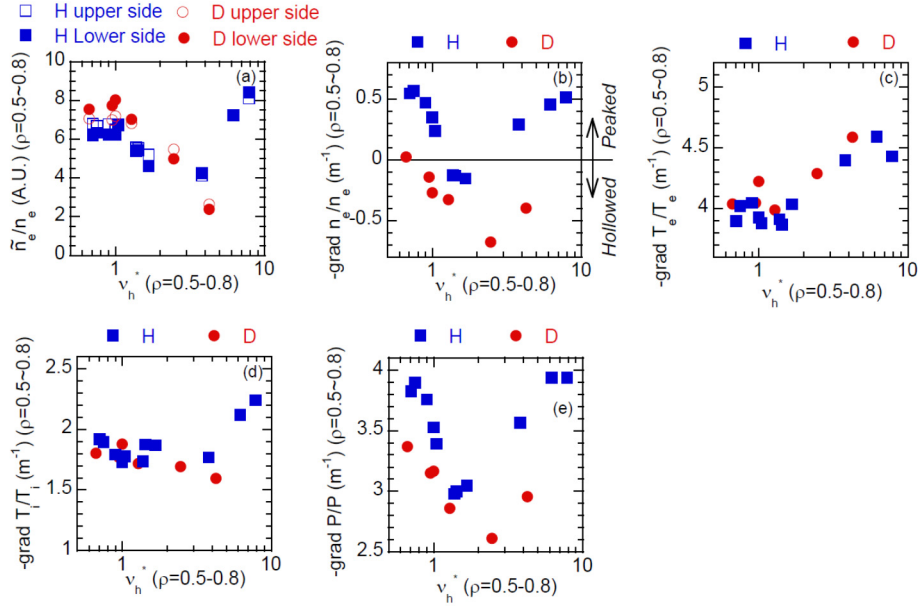 H upper side D upper side
H Lower side D lower side
(a)
ñe/ne (A.U.) (ρ=0.5~0.8)
10
8
6
4
2
0
1 10
νh* (ρ=0.5-0.8)
H D
(b)
-grad ne/ne (m-1) (ρ=0.5~0.8)
0.5
0
-0.5
Peaked
Hollowed
1 10
νh* (ρ=0.5-0.8)
H D
(c)
-grad Te/Te (m-1) (ρ=0.5~0.8)
5
4.5
4
3.5
1 10
νh* (ρ=0.5-0.8)
H D
(d)
-grad Ti/Ti (m-1) (ρ=0.5~0.8)
2.5
2
1.5
1
1 10
νh* (ρ=0.5-0.8)
H D
(e)
-grad P/P (m-1) (ρ=0.5~0.8)
4
3.5
3
2.5
1 10
νh* (ρ=0.5-0.8)